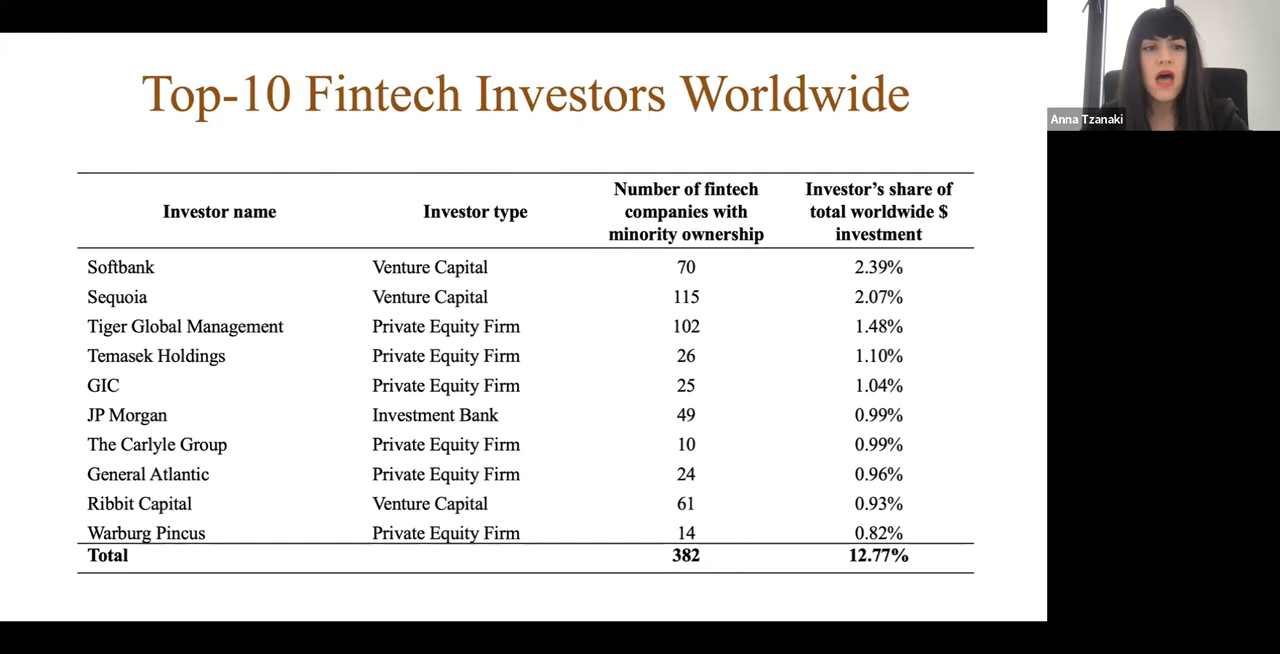 Top-10 Fintech Investors Worldwide
Anna Tzanaki
Investor name Investor type Number of fintech companies with minority ownership Investor’s share of total worldwide $ investment
Softbank Venture Capital 70 2.39%
Sequoia Venture Capital 115 2.07%
Tiger Global Management Private Equity Firm 102 1.48%
Temasek Holdings Private Equity Firm 26 1.10%
GIC Private Equity Firm 25 1.04%
JP Morgan Investment Bank 49 0.99%
The Carlyle Group Private Equity Firm 10 0.99%
General Atlantic Private Equity Firm 24 0.96%
Ribbit Capital Venture Capital 61 0.93%
Warburg Pincus Private Equity Firm 14 0.82%
Total 382 12.77%